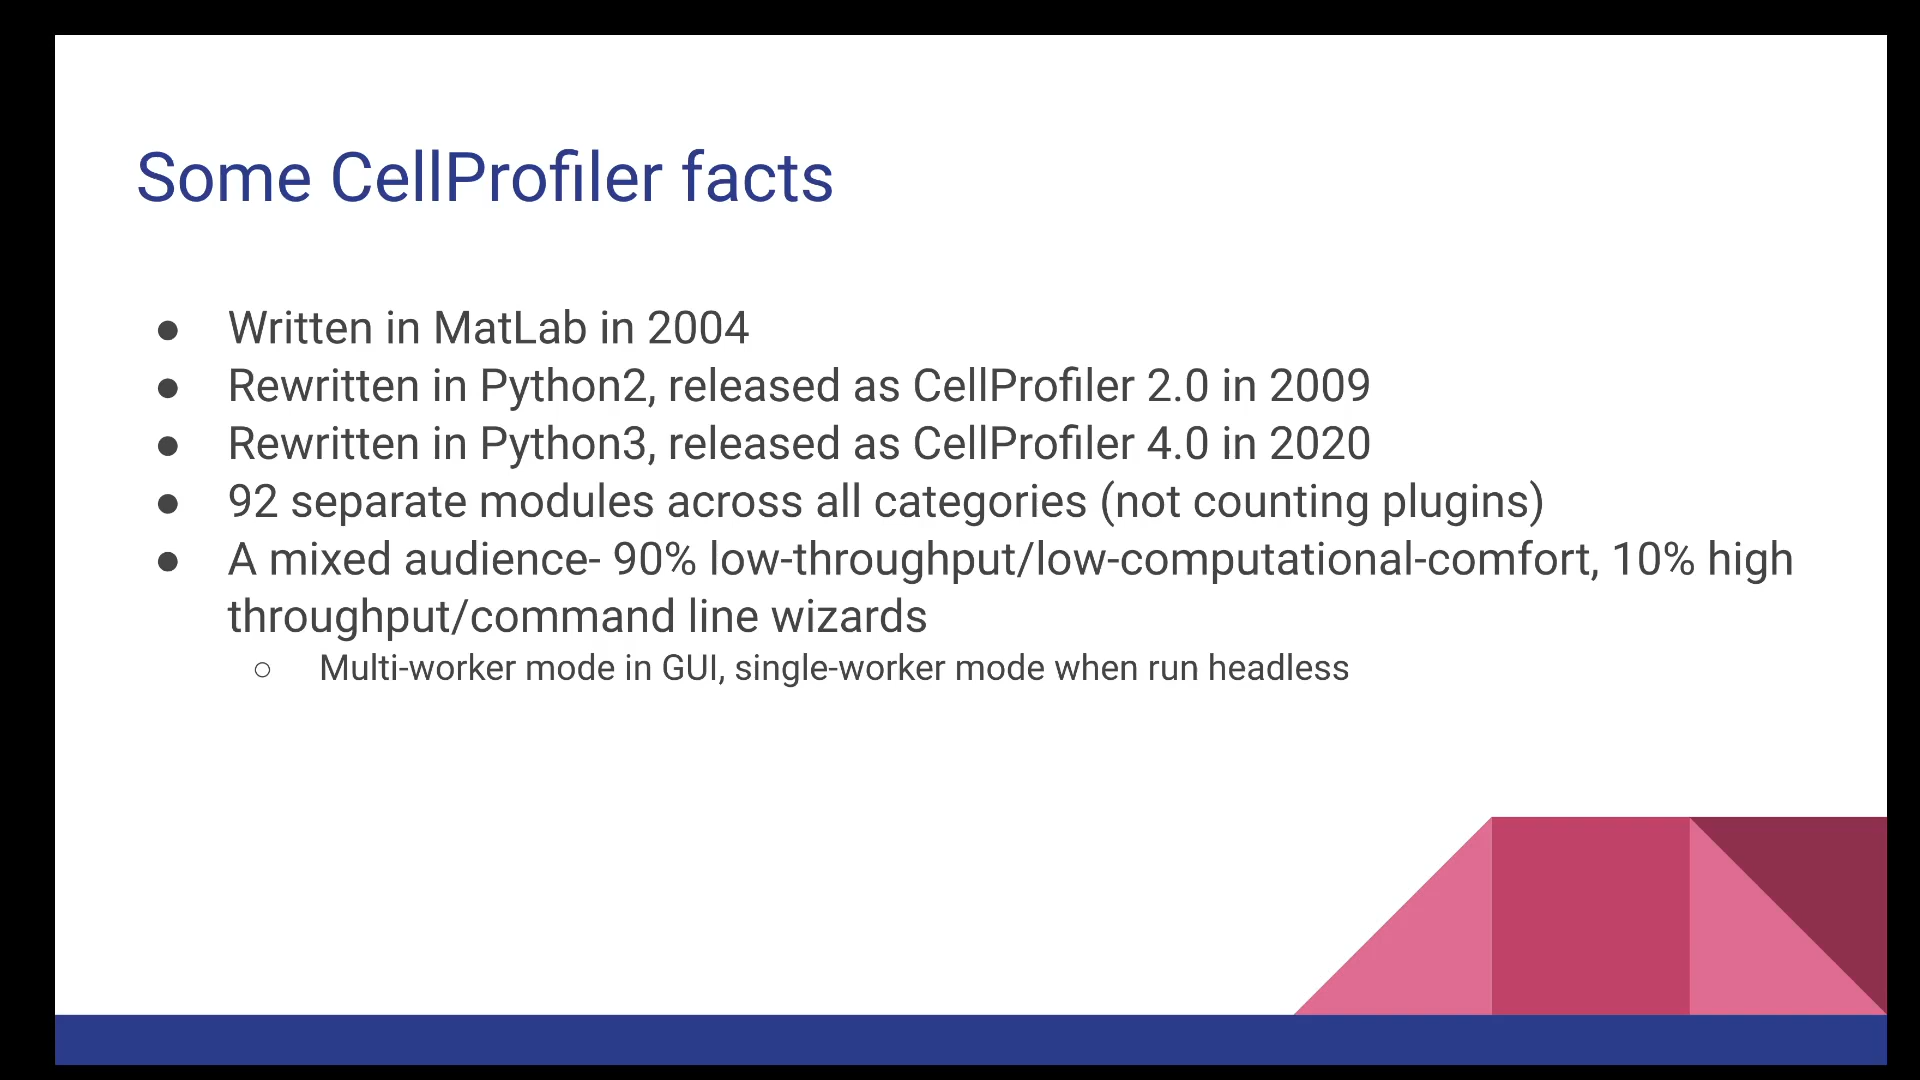 Some CellProfiler facts
● Written in MatLab in 2004
● Rewritten in Python2, released as CellProfiler 2.0 in 2009
● Rewritten in Python3, released as CellProfiler 4.0 in 2020
● 92 separate modules across all categories (not counting plugins)
● A mixed audience- 90% low-throughput/low-computational-comfort, 10% high
throughput/command line wizards
○ Multi-worker mode in GUI, single-worker mode when run headless